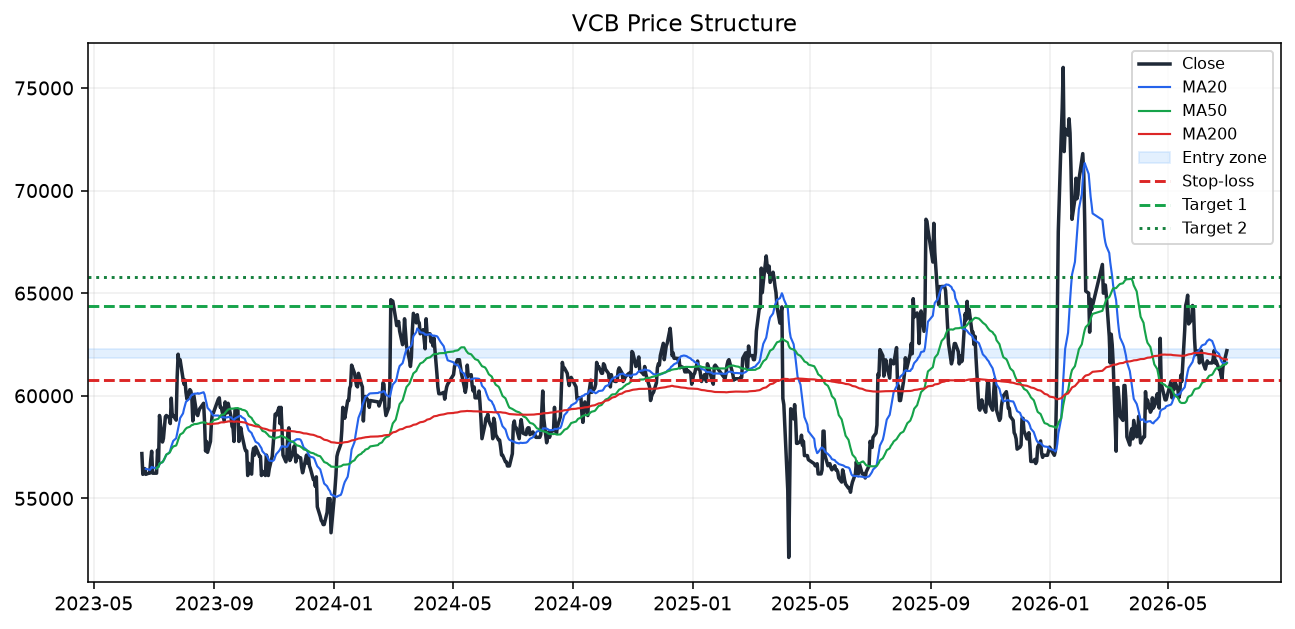 VCB Price Structure
75000
70000
65000
60000
55000
2023-05
2023-09
2024-01
2024-05
2024-09
2025-01
2025-05
2025-09
2026-01
2026-05
Close
MA20
MA50
MA200
Entry zone
Stop-loss
Target 1
Target 2